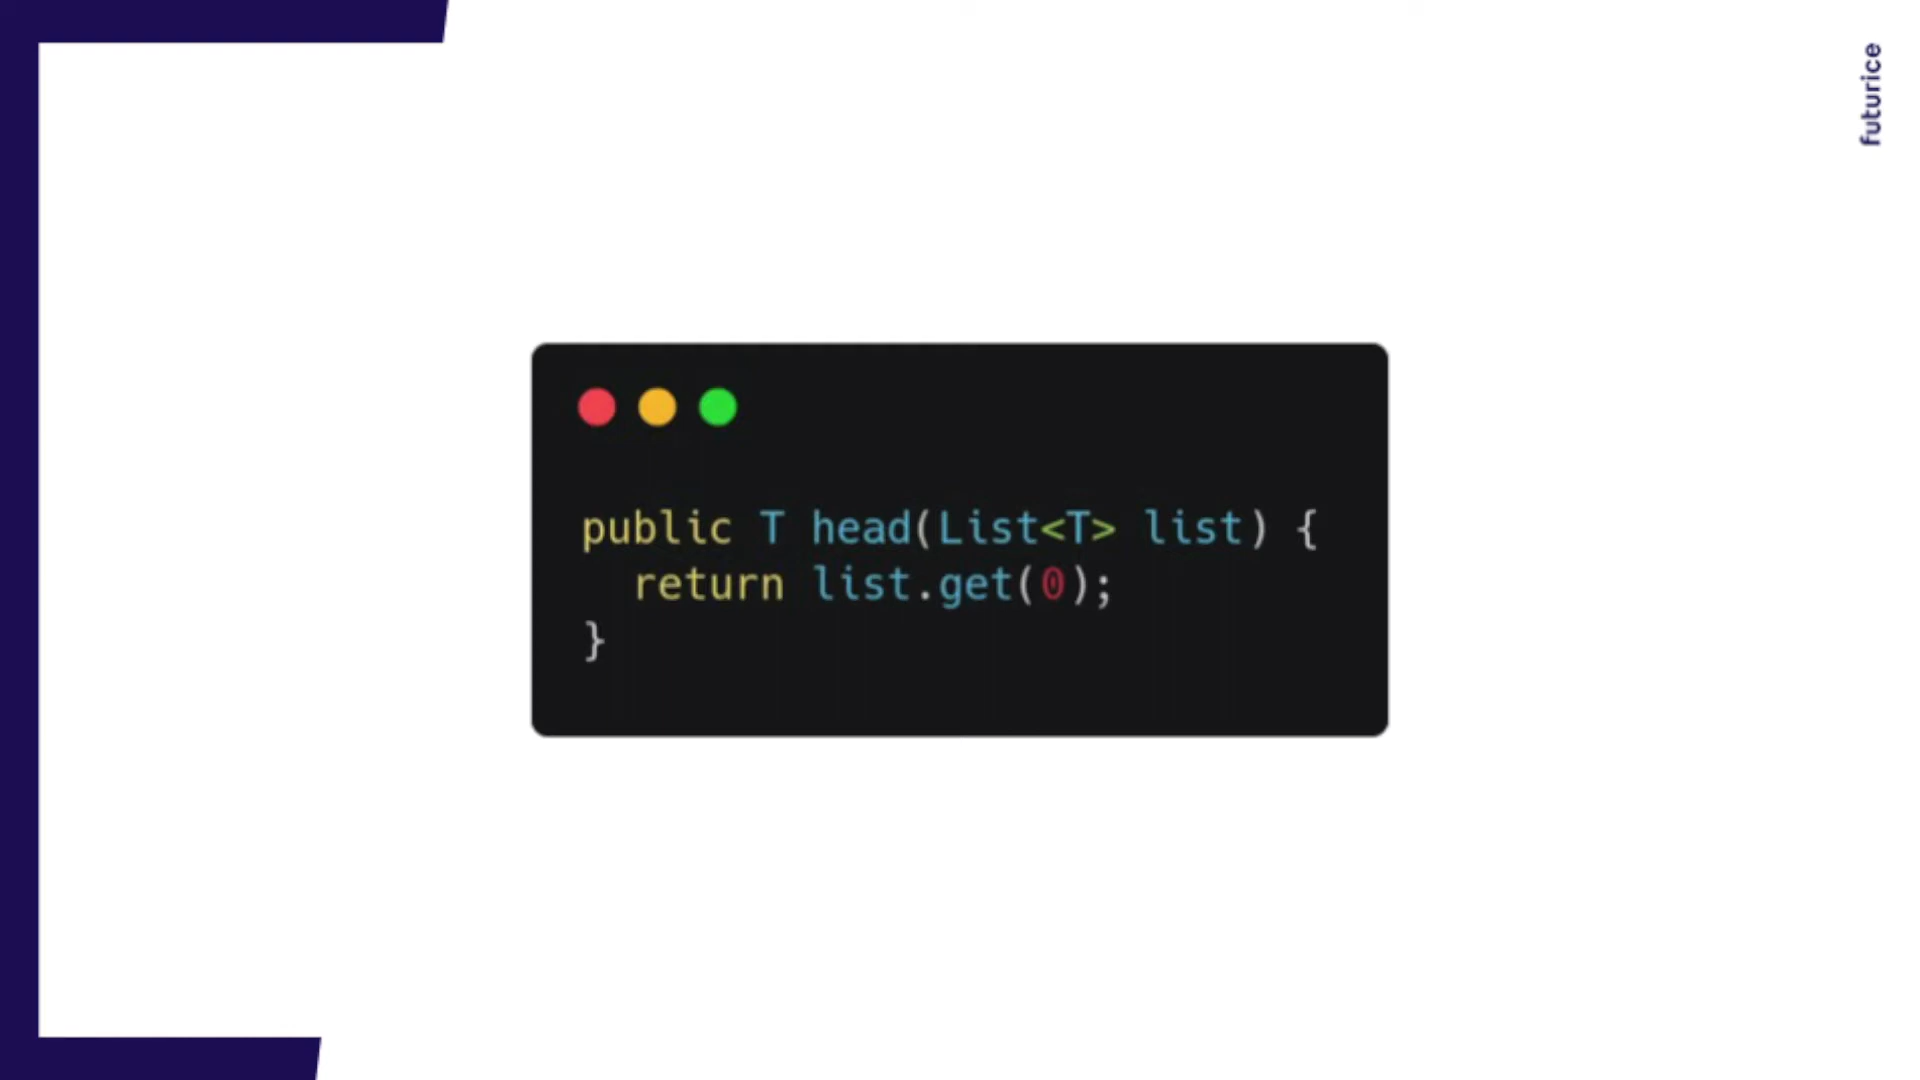 futurice
public T head(List<T> list) {
  return list.get(0);
}